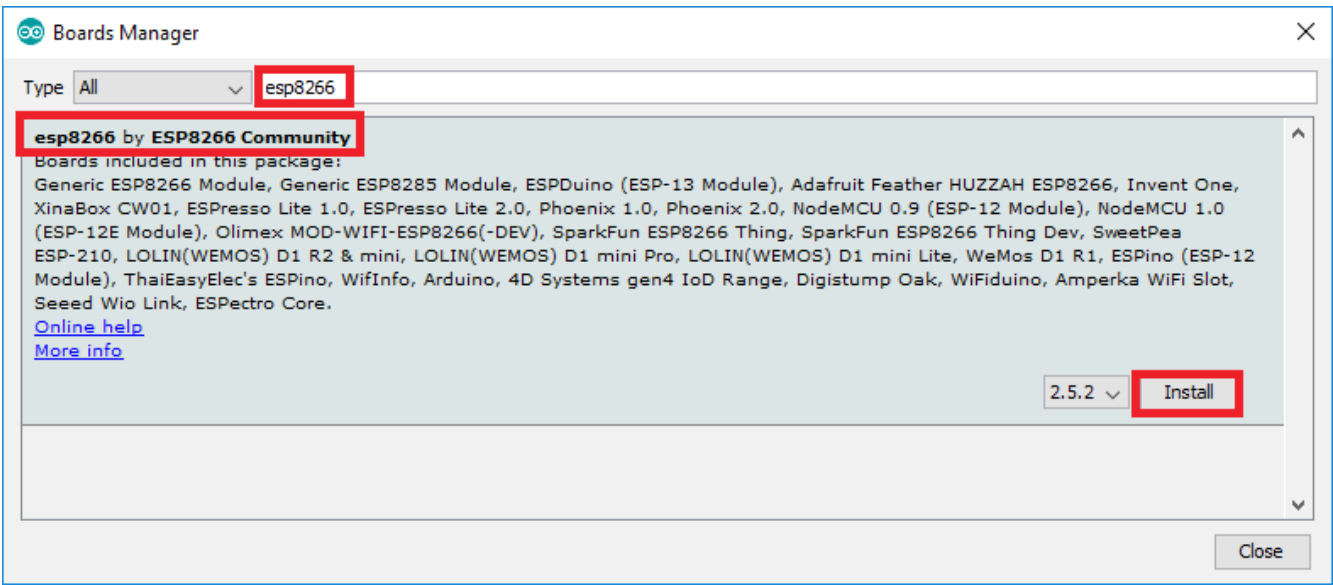 Boards Manager
Type All esp8266
esp8266 by ESP8266 Community
Boards included in this package:
Generic ESP8266 Module, Generic ESP8285 Module, ESPDuino (ESP-13 Module), Adafruit Feather HUZZAH ESP8266, Invent One,
XinaBox CW01, ESPresso Lite 1.0, ESPresso Lite 2.0, Phoenix 1.0, Phoenix 2.0, NodeMCU 0.9 (ESP-12 Module), NodeMCU 1.0
(ESP-12E Module), Olimex MOD-WIFI-ESP8266(-DEV), SparkFun ESP8266 Thing, SparkFun ESP8266 Thing Dev, SweetPea
ESP-210, LOLIN(WEMOS) D1 R2 & mini, LOLIN(WEMOS) D1 mini Pro, LOLIN(WEMOS) D1 mini Lite, WeMos D1 R1, ESPino (ESP-12
Module), ThaiEasyElec's ESPino, WifInfo, Arduino, 4D Systems gen4 IoD Range, Digistump Oak, WiFiduino, Amperka WiFi Slot,
Seeed Wio Link, ESPectro Core.
Online help
More info
2.5.2 Install
Close